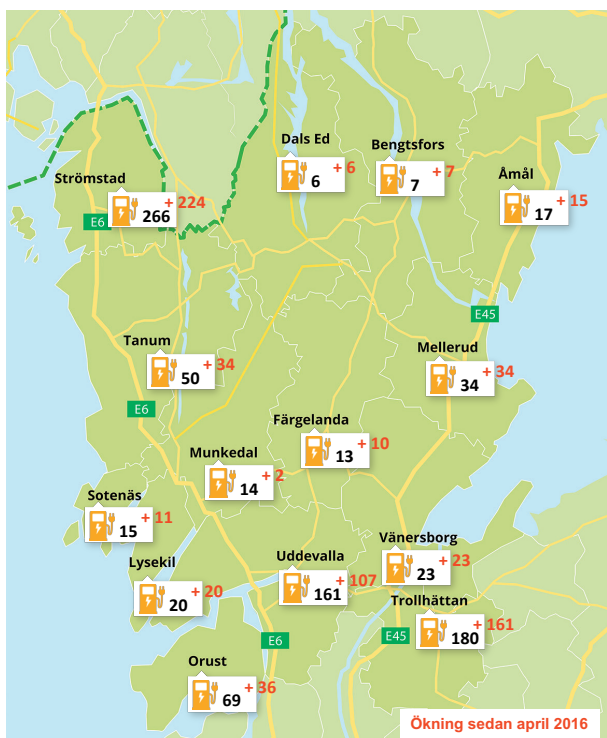 Dals Ed
+ 6
6
Bengtsfors
+ 7
7
Åmål
+ 15
17
Strömstad
+ 224
266
E6
E45
Tanum
+ 34
50
Mellerud
+ 34
34
E6
Färgelanda
+ 10
13
Munkedal
+ 2
14
Sotenäs
+ 11
15
Vänersborg
+ 23
23
Lysekil
+ 20
20
Uddevalla
+ 107
161
Trollhättan
+ 161
180
E6
E45
Orust
+ 36
69
Ökning sedan april 2016